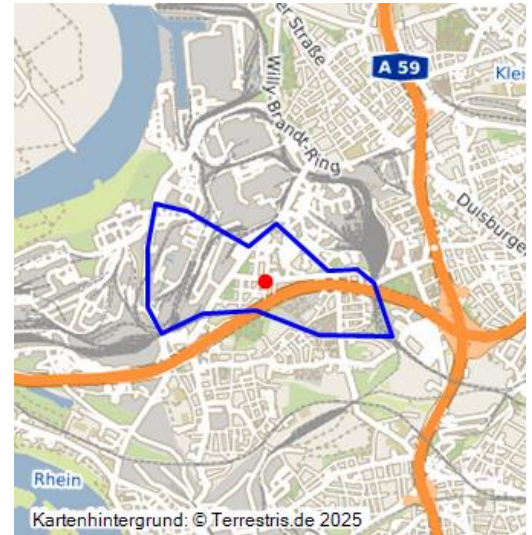 er Straße
A 59
Klei
Willy-Brandt-Ring
Duisburger
Rhein
Kartenhintergrund: © Terrestris.de 2025